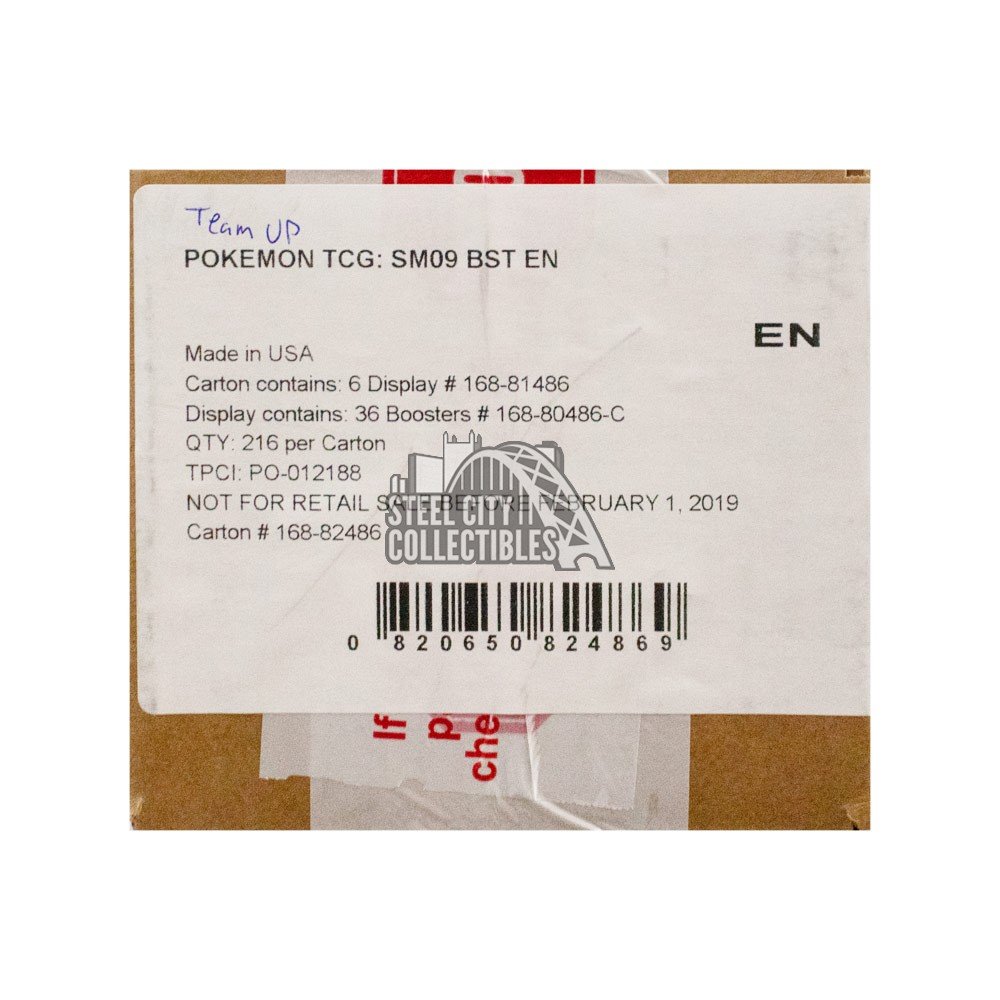 Team UP
POKEMON TCG: SM09 BST EN
EN
Made in USA
Carton contains: 6 Display # 168-81486
Display contains: 36 Boosters # 168-80486-C
QTY: 216 per Carton
TPCI: PO-012188
NOT FOR RETAIL SALE BEFORE FEBRUARY 1, 2019
Carton # 168-82486
STEEL CITY
COLLECTIBLES
0 820650 824869
If
che